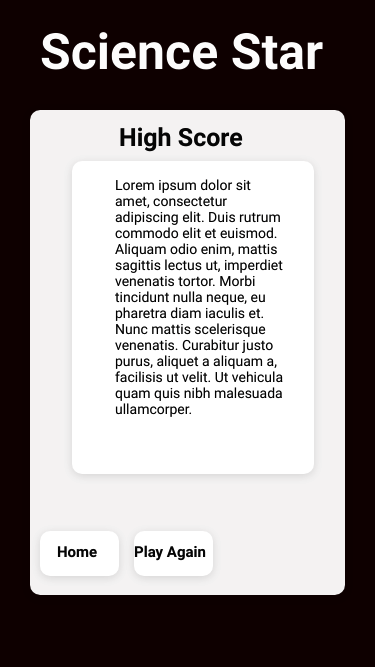 Science Star
High Score
Lorem ipsum dolor sit
amet, consectetur
adipiscing elit. Duis rutrum
commodo elit et euismod.
Aliquam odio enim, mattis
sagittis lectus ut, imperdiet
venenatis tortor. Morbi
tincidunt nulla neque, eu
pharetra diam iaculis et.
Nunc mattis scelerisque
venenatis. Curabitur justo
purus, aliquet a aliquam a,
facilisis ut velit. Ut vehicula
quam quis nibh malesuada
ullamcorper.
Home
Play Again